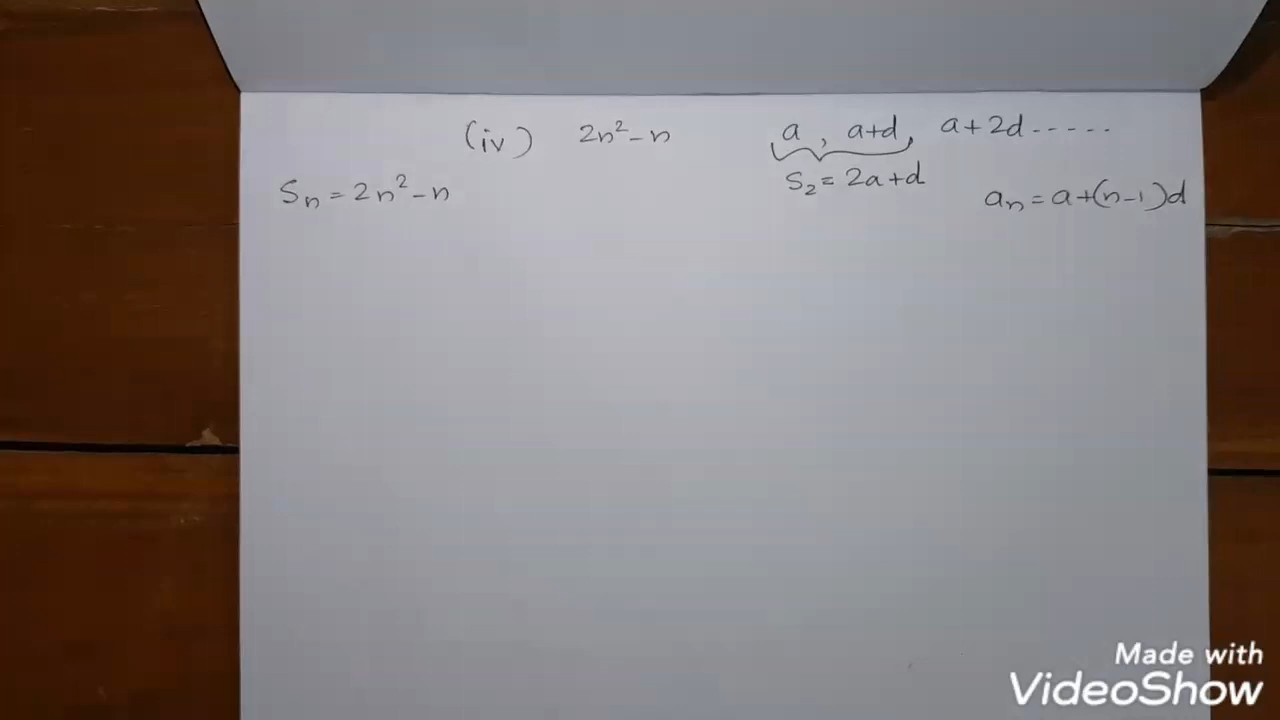 (iv) 2n²-n a, a+d, a+2d.....
Sₙ = 2n²-n S₂ = 2a+d aₙ = a+(n-1)d
Made with
VideoShow